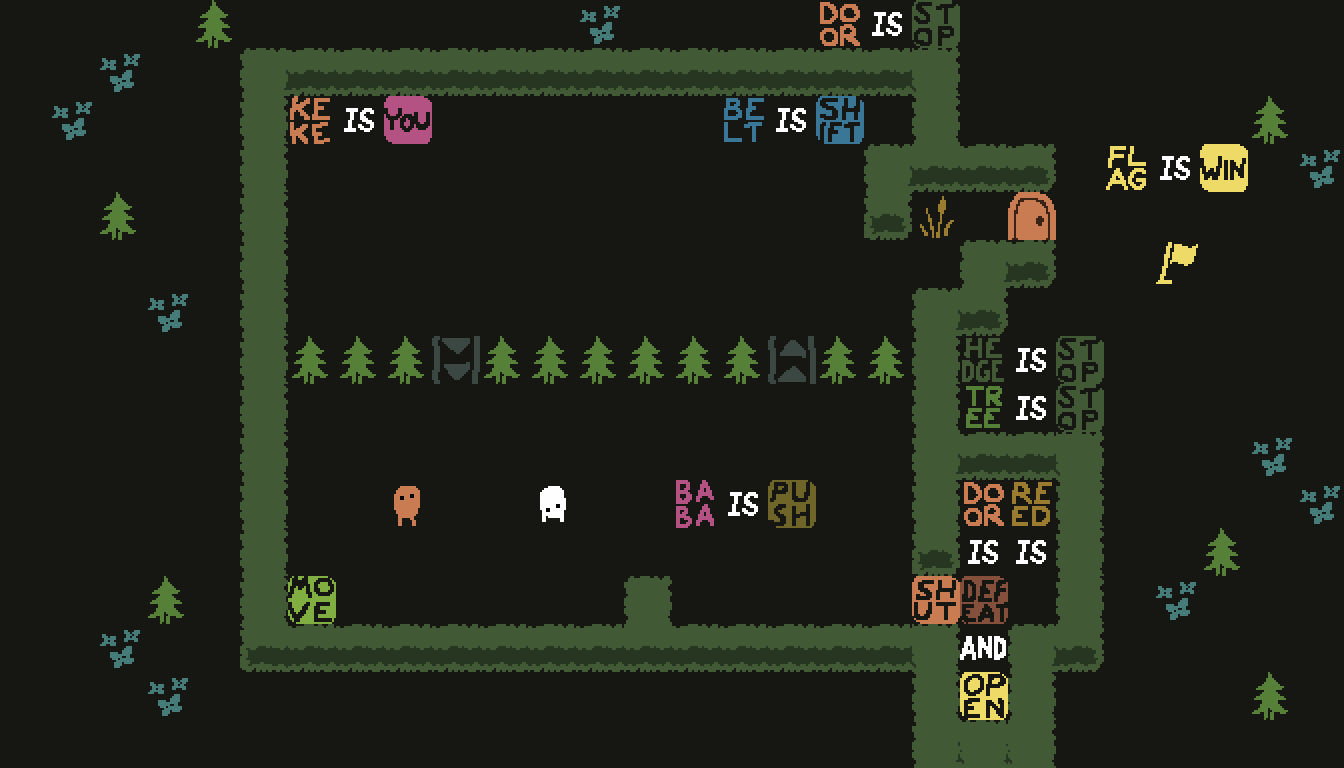 DOOR IS STOP
KEKE IS YOU
BELT IS SHIFT
FLAG IS WIN
HEDGE IS STOP
TREE IS STOP
BABA IS PUSH
DOOR REED
IS IS
MOVE
SHUT DEFEAT
AND
OPEN